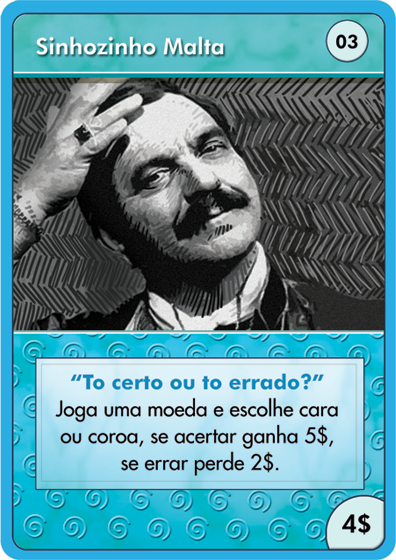 Sinhozinho Malta
03
“To certo ou to errado?”
Joga uma moeda e escolhe cara
ou coroa, se acertar ganha 5$,
se errar perde 2$.
4$